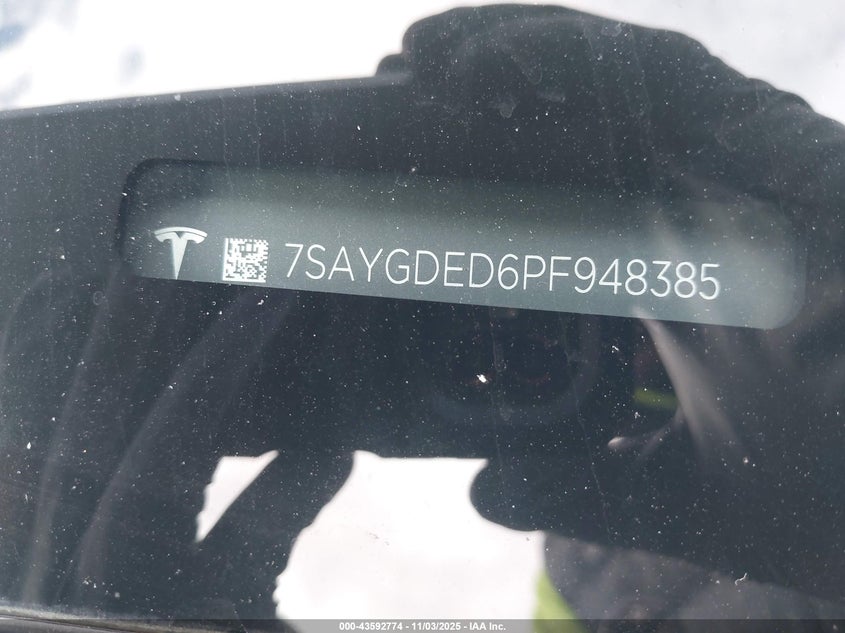 7SAYGDED6PF948385
000-43592774 - 11/03/2025 - IAA Inc.